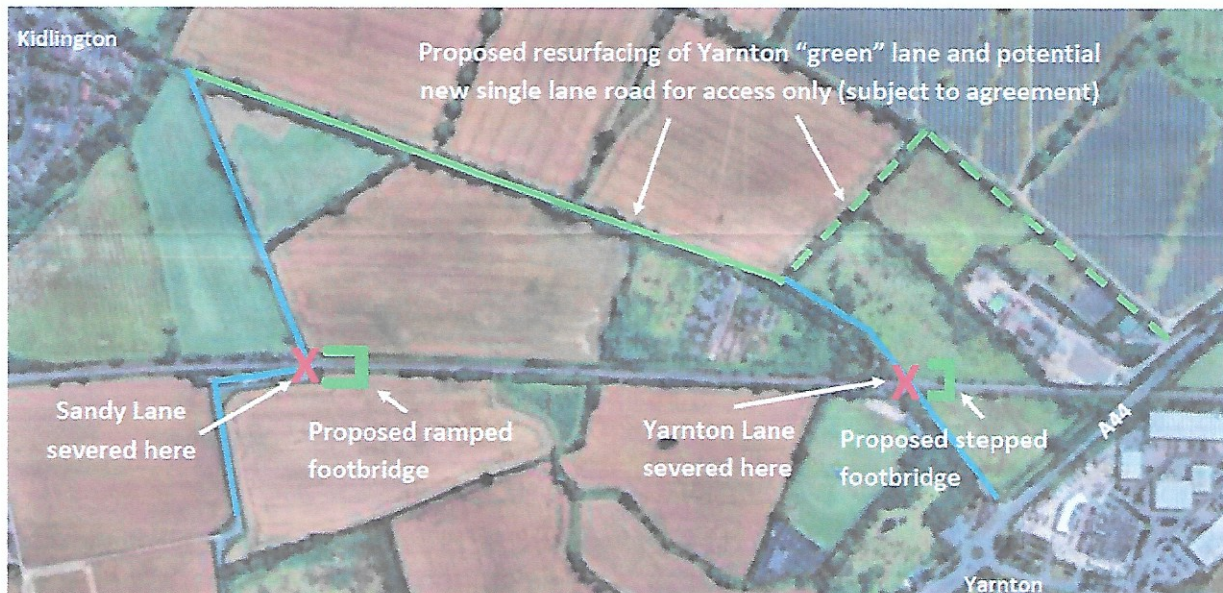 Kidlington
Proposed resurfacing of Yarnton “green” lane and potential
new single lane road for access only (subject to agreement)
X
X
Sandy Lane
severed here
Proposed ramped
footbridge
Yarnton Lane
severed here
Proposed stepped
footbridge
A44
Yarnton